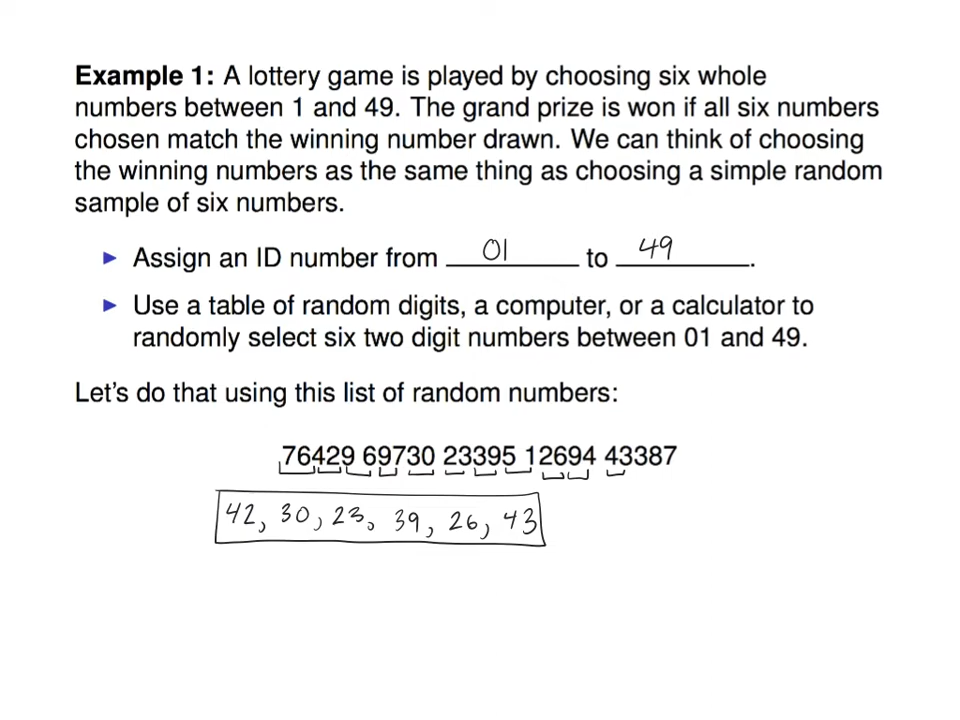 Example 1: A lottery game is played by choosing six whole
numbers between 1 and 49. The grand prize is won if all six numbers
chosen match the winning number drawn. We can think of choosing
the winning numbers as the same thing as choosing a simple random
sample of six numbers.
► Assign an ID number from 01 to 49.
► Use a table of random digits, a computer, or a calculator to
randomly select six two digit numbers between 01 and 49.
Let's do that using this list of random numbers:
76429 69730 23395 12694 43387
42, 30, 23, 39, 26, 43